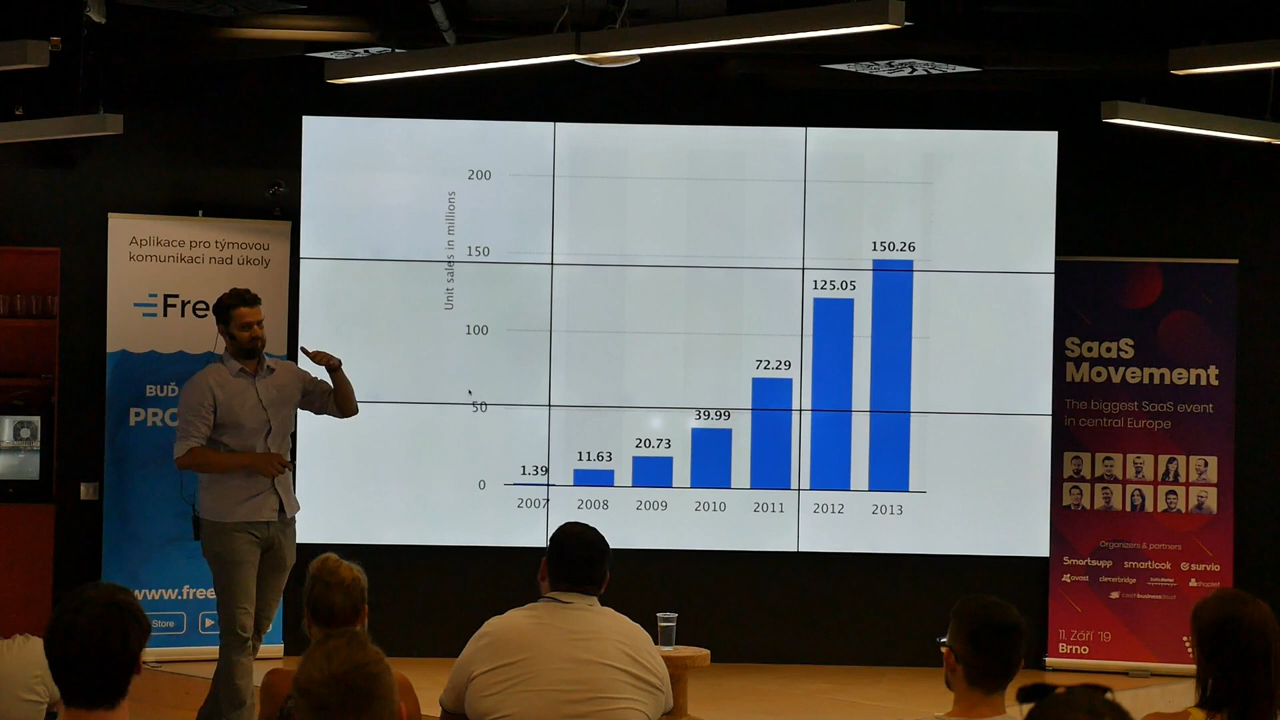 Aplikace pro týmovou
komunikaci nad úkoly
Free
BUĎ
PRO
www.free
Store
200
150
100
50
0
Unit sales in millions
1.39
11.63
20.73
39.99
72.29
125.05
150.26
2007
2008
2009
2010
2011
2012
2013
SaaS
Movement
The biggest SaaS event
in central Europe
Organizers & partners
Smartsupp smartlook survio
avast cleverbridge
11. Září '19
Brno